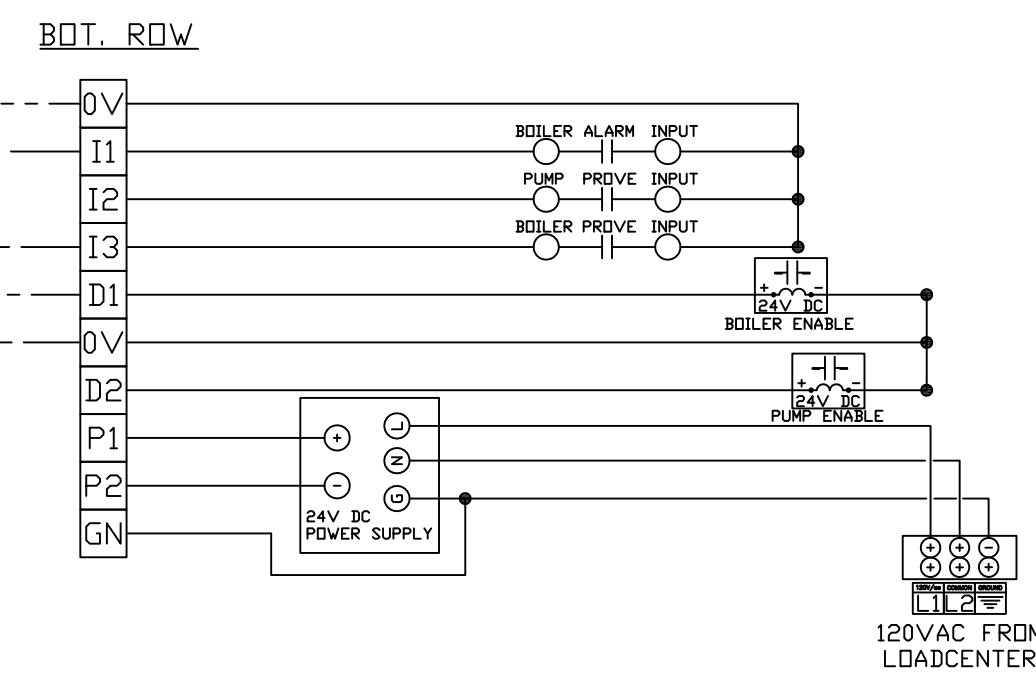 BOT. ROW
0V
BOILER ALARM INPUT
I1
PUMP PROVE INPUT
I2
BOILER PROVE INPUT
I3
+ -
D1
24V DC
BOILER ENABLE
0V
+ -
D2
24V DC
PUMP ENABLE
L
P1
+
N
P2
-
G
24V DC
POWER SUPPLY
GN
+ + -
+ + +
COMMON GROUND
L1 L2
120VAC FROM
LOADCENTER